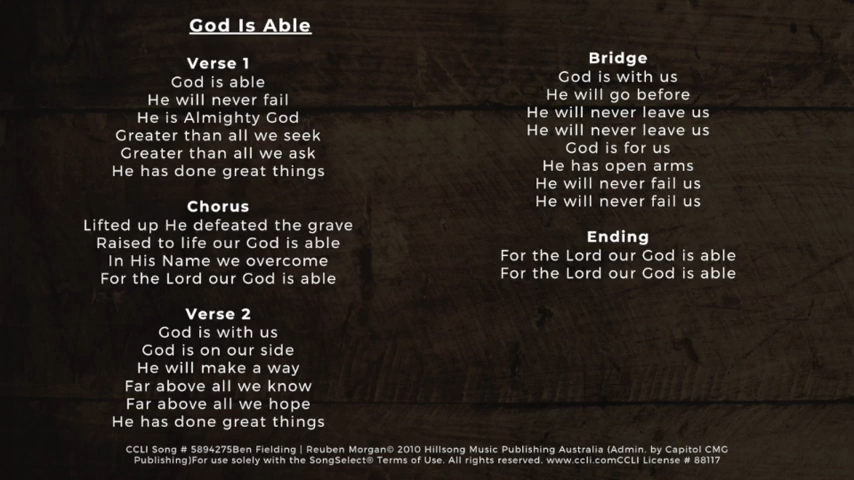 God Is Able
Verse 1
God is able
He will never fail
He is Almighty God
Greater than all we seek
Greater than all we ask
He has done great things
Chorus
Lifted up He defeated the grave
Raised to life our God is able
In His Name we overcome
For the Lord our God is able
Verse 2
God is with us
God is on our side
He will make a way
Far above all we know
Far above all we hope
He has done great things
Bridge
God is with us
He will go before
He will never leave us
He will never leave us
God is for us
He has open arms
He will never fail us
He will never fail us
Ending
For the Lord our God is able
For the Lord our God is able
CCLI Song # 5894275Ben Fielding | Reuben Morgan© 2010 Hillsong Music Publishing Australia (Admin. by Capitol CMG
Publishing)For use solely with the SongSelect® Terms of Use. All rights reserved. www.ccli.comCCLI License # 88117